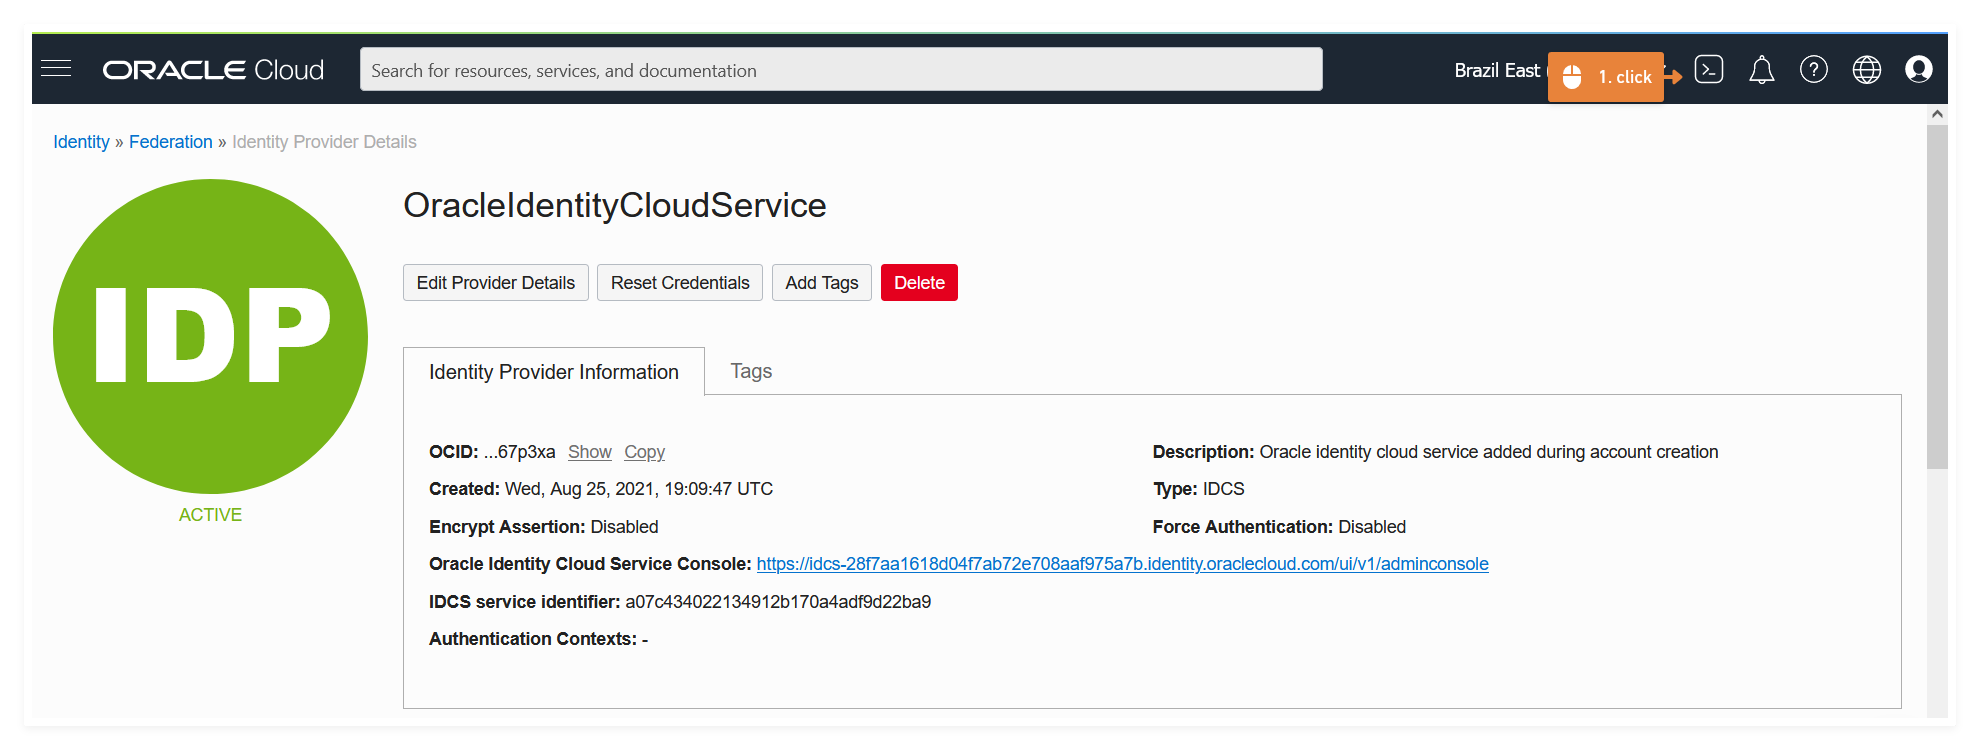 ORACLE Cloud
Search for resources, services, and documentation
Brazil East (
1. click
Identity » Federation » Identity Provider Details
IDP
ACTIVE
OracleIdentityCloudService
Edit Provider Details Reset Credentials Add Tags Delete
Identity Provider Information Tags
OCID: ...67p3xa Show Copy
Description: Oracle identity cloud service added during account creation
Created: Wed, Aug 25, 2021, 19:09:47 UTC
Type: IDCS
Encrypt Assertion: Disabled
Force Authentication: Disabled
Oracle Identity Cloud Service Console: https://idcs-28f7aa1618d04f7ab72e708aaf975a7b.identity.oraclecloud.com/ui/v1/adminconsole
IDCS service identifier: a07c434022134912b170a4adf9d22ba9
Authentication Contexts: -